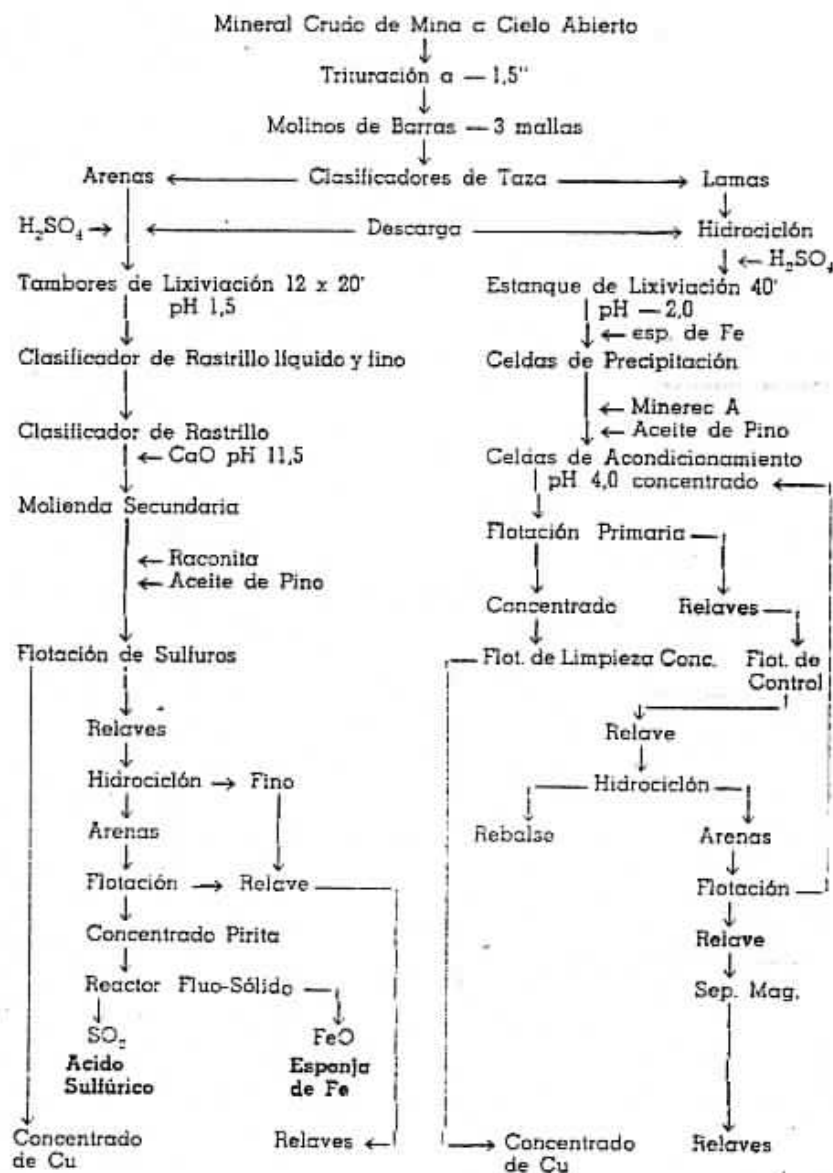 Mineral Crudo de Mina a Cielo Abierto
Trituración a — 1,5"
Molinos de Barras — 3 mallas
Arenas ← Clasificadores de Taza → Lamas
H₂SO₄ → ← Descarga → Hidrociclón
← H₂SO₄
Tambores de Lixiviación 12 x 20'
pH 1,5
Estanque de Lixiviación 40'
pH — 2,0
← esp. de Fe
Clasificador de Rastrillo líquido y fino
Celdas de Precipitación
← Minerec A
← Aceite de Pino
Clasificador de Rastrillo
← CaO pH 11,5
Celdas de Acondicionamiento
pH 4,0 concentrado
Molienda Secundaria
Flotación Primaria
← Raconita
← Aceite de Pino
Concentrado
Relaves
Flotación de Sulfuros
Flot. de Limpieza Conc.
Flot. de
Control
Relaves
Relave
Hidrociclón → Fino
Hidrociclón
Arenas
Rebalse
Arenas
Flotación → Relave
Flotación
Concentrado Pirita
Relave
Reactor Fluo-Sólido
Sep. Mag.
SO₂
Acido
Sulfúrico
FeO
Esponja
de Fe
Concentrado
de Cu
Relaves
Concentrado
de Cu
Relaves